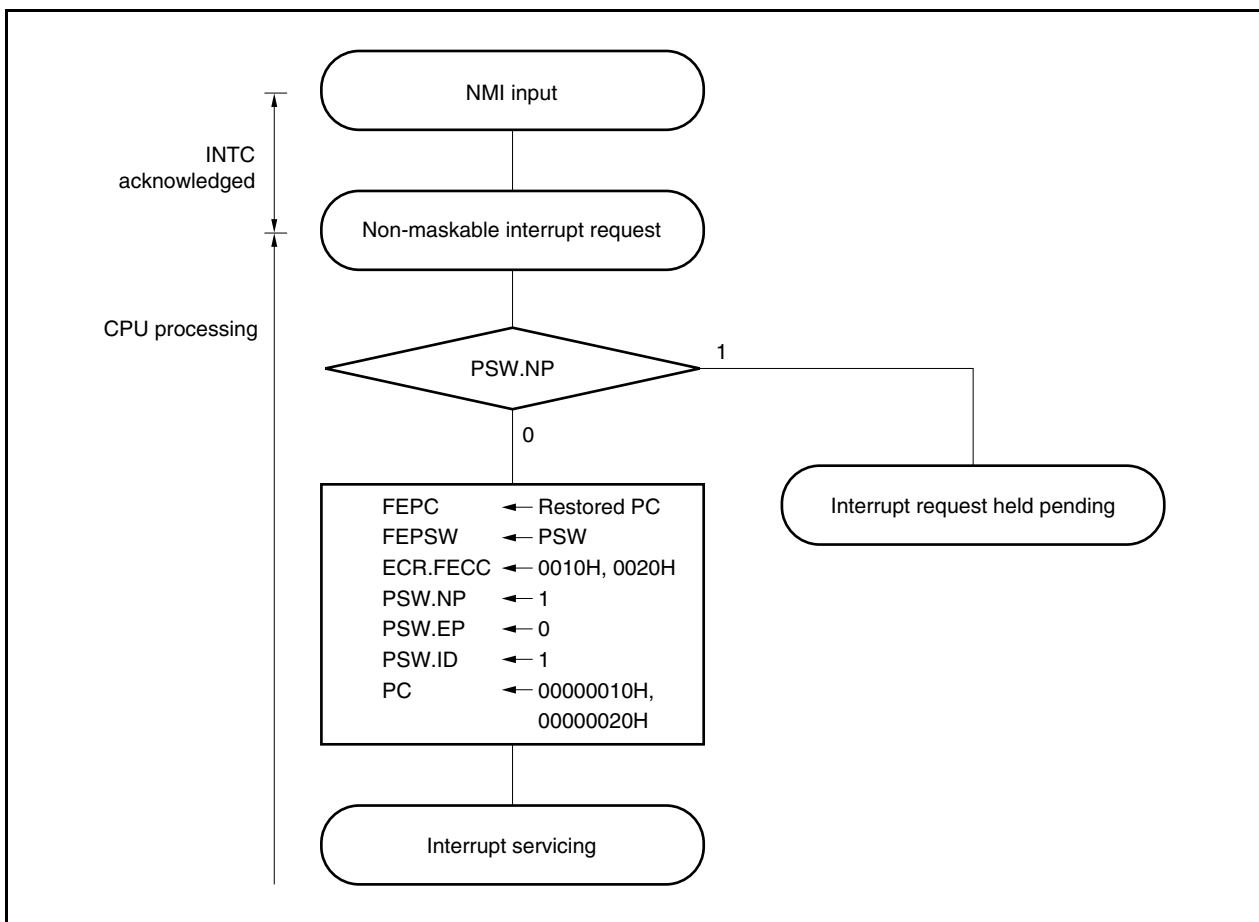 NMI input
INTC
acknowledged
Non-maskable interrupt request
CPU processing
PSW.NP
1
0
FEPC ← Restored PC
FEPSW ← PSW
ECR.FECC ← 0010H, 0020H
PSW.NP ← 1
PSW.EP ← 0
PSW.ID ← 1
PC ← 00000010H,
00000020H
Interrupt request held pending
Interrupt servicing